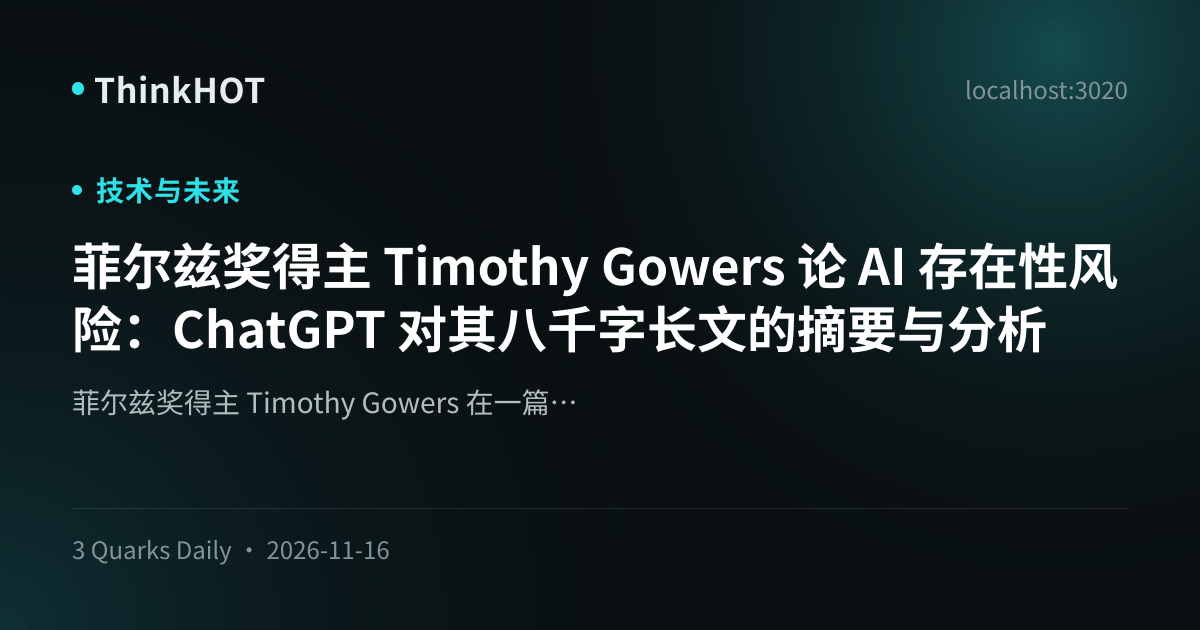 ThinkHOT
localhost:3020
技术与未来
菲尔兹奖得主 Timothy Gowers 论 AI 存在性风
险：ChatGPT 对其八千字长文的摘要与分析
菲尔兹奖得主 Timothy Gowers 在一篇…
3 Quarks Daily · 2026-11-16